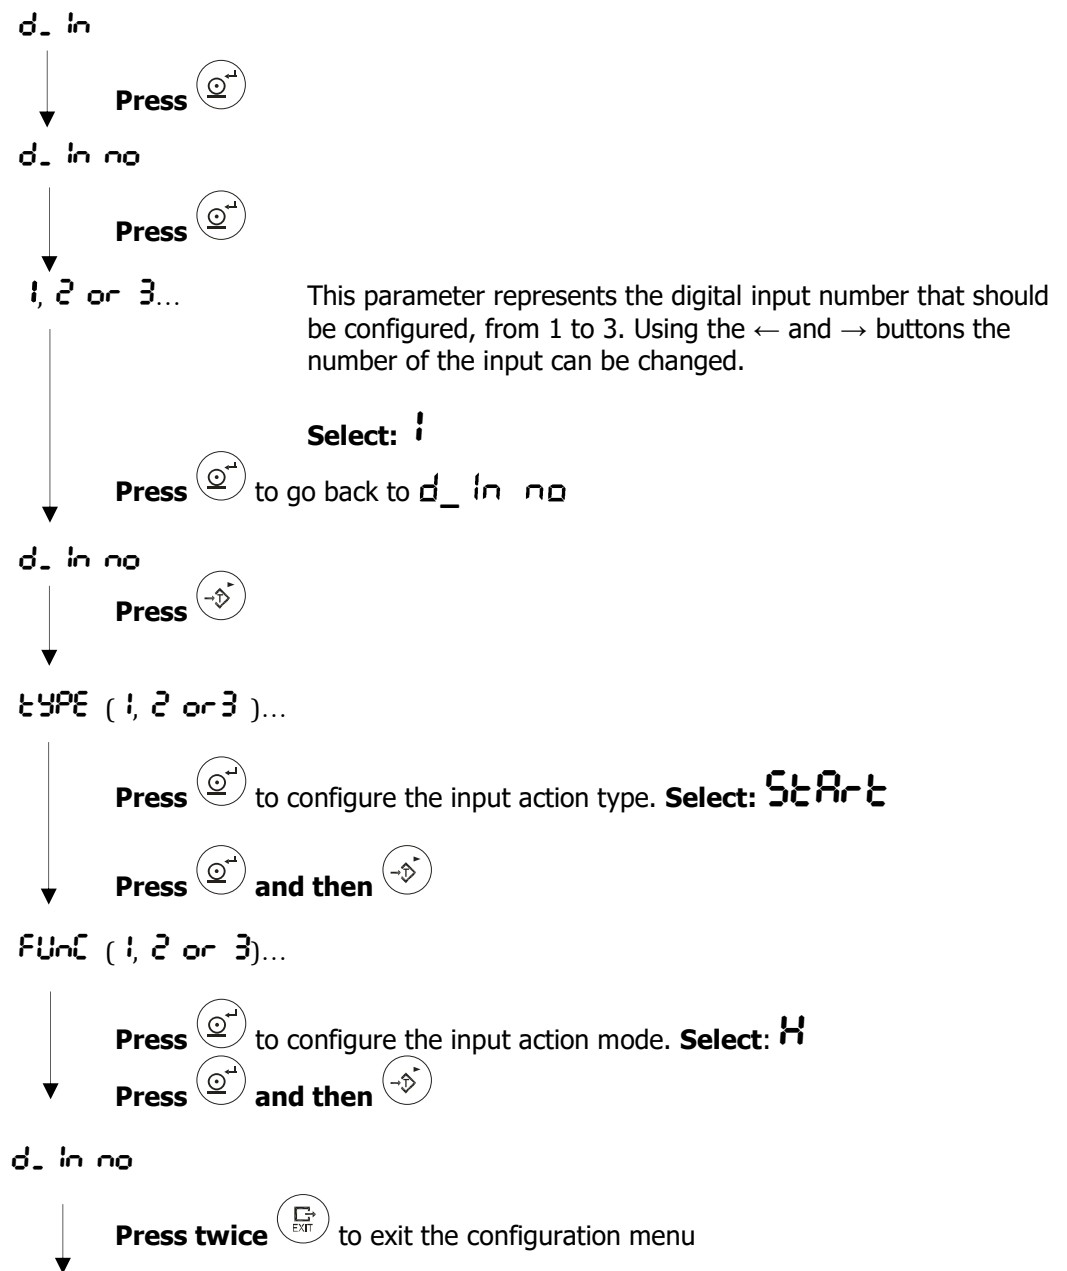 d_ In
Press
d_ In no
Press
1, 2 or 3...
This parameter represents the digital input number that should
be configured, from 1 to 3. Using the ← and → buttons the
number of the input can be changed.
Select: 1
Press to go back to d_ In no
d_ In no
Press →T
tYPE ( 1, 2 or 3 )...
Press to configure the input action type. Select: StArt
Press and then →T
FUnC ( 1, 2 or 3)...
Press to configure the input action mode. Select: H
Press and then →T
d_ In no
Press twice EXIT to exit the configuration menu